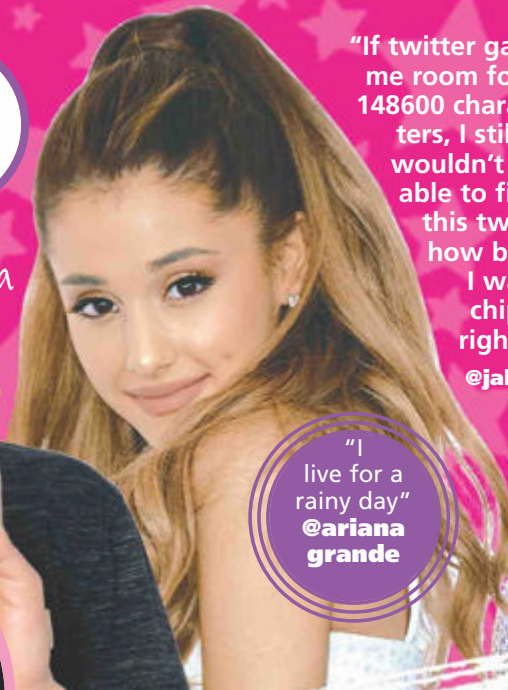 “If twitter ga
me room fo
148600 chara
ters, I stil
wouldn’t
able to fi
this tw
how b
I wa
chi
righ
@jal
a
“I
live for a
rainy day”
@ariana
grande